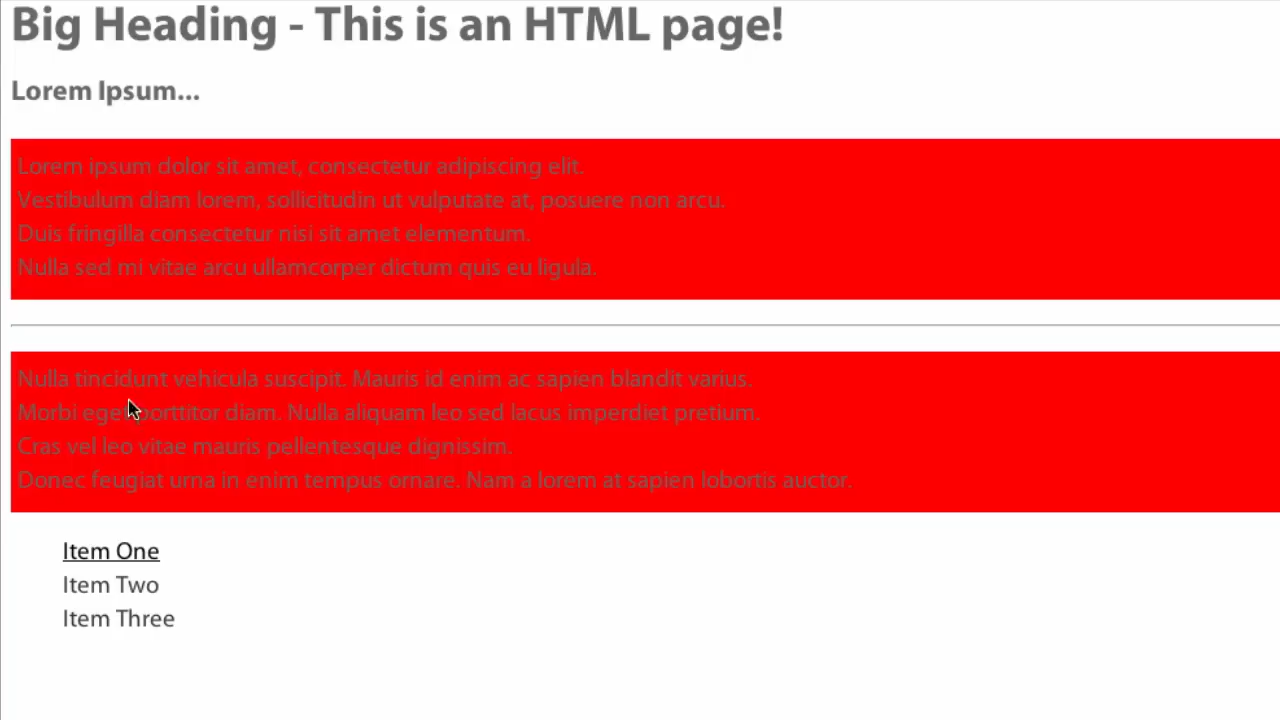 Big Heading - This is an HTML page!
Lorem Ipsum...
Lorem ipsum dolor sit amet, consectetur adipiscing elit.
Vestibulum diam lorem, sollicitudin ut vulputate at, posuere non arcu.
Duis fringilla consectetur nisi sit amet elementum.
Nulla sed mi vitae arcu ullamcorper dictum quis eu ligula.
Nulla tincidunt vehicula suscipit. Mauris id enim ac sapien blandit varius.
Morbi eget porttitor diam. Nulla aliquam leo sed lacus imperdiet pretium.
Cras vel leo vitae mauris pellentesque dignissim.
Donec feugiat urna in enim tempus ornare. Nam a lorem at sapien lobortis auctor.
Item One
Item Two
Item Three